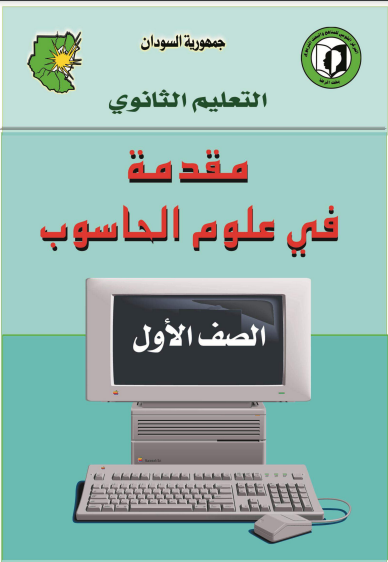 جمهورية السودان
التعليم الثانوي
مقدمة
في علوم الحاسوب
الصف الأول